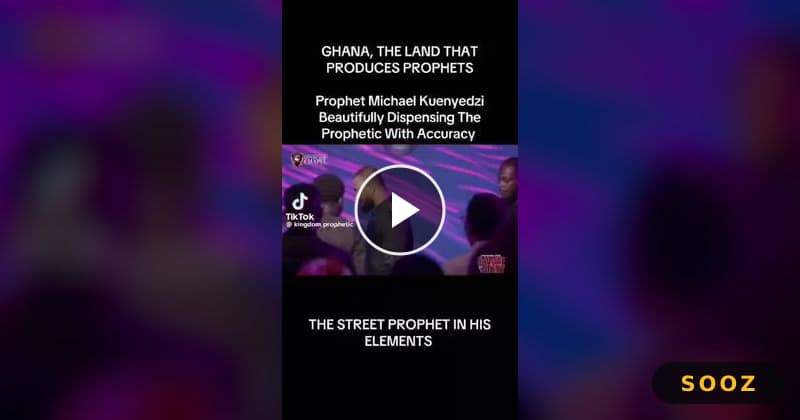 GHANA, THE LAND THAT
PRODUCES PROPHETS
Prophet Michael Kuenyedzi
Beautifully Dispensing The
Prophetic With Accuracy
TikTok
kingdom.prophetic
THE STREET PROPHET IN HIS
ELEMENTS
SOOZ